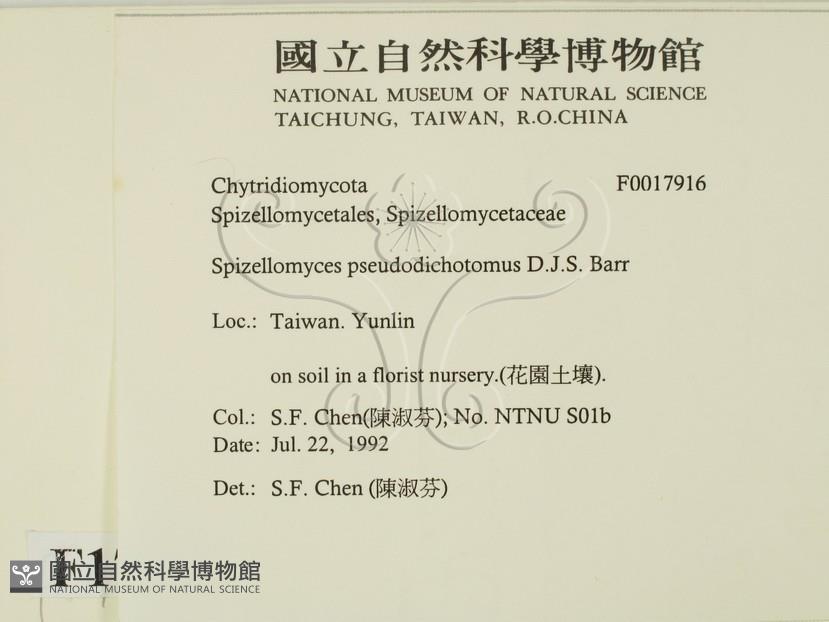 國立自然科學博物館
NATIONAL MUSEUM OF NATURAL SCIENCE
TAICHUNG, TAIWAN, R.O.CHINA
Chytridiomycota F0017916
Spizellomycetales, Spizellomycetaceae
Spizellomyces pseudodichotomus D.J.S. Barr
Loc.: Taiwan. Yunlin
on soil in a florist nursery.(花園土壤).
Col.: S.F. Chen(陳淑芬); No. NTNU S01b
Date: Jul. 22, 1992
Det.: S.F. Chen (陳淑芬)
國立自然科學博物館
NATIONAL MUSEUM OF NATURAL SCIENCE